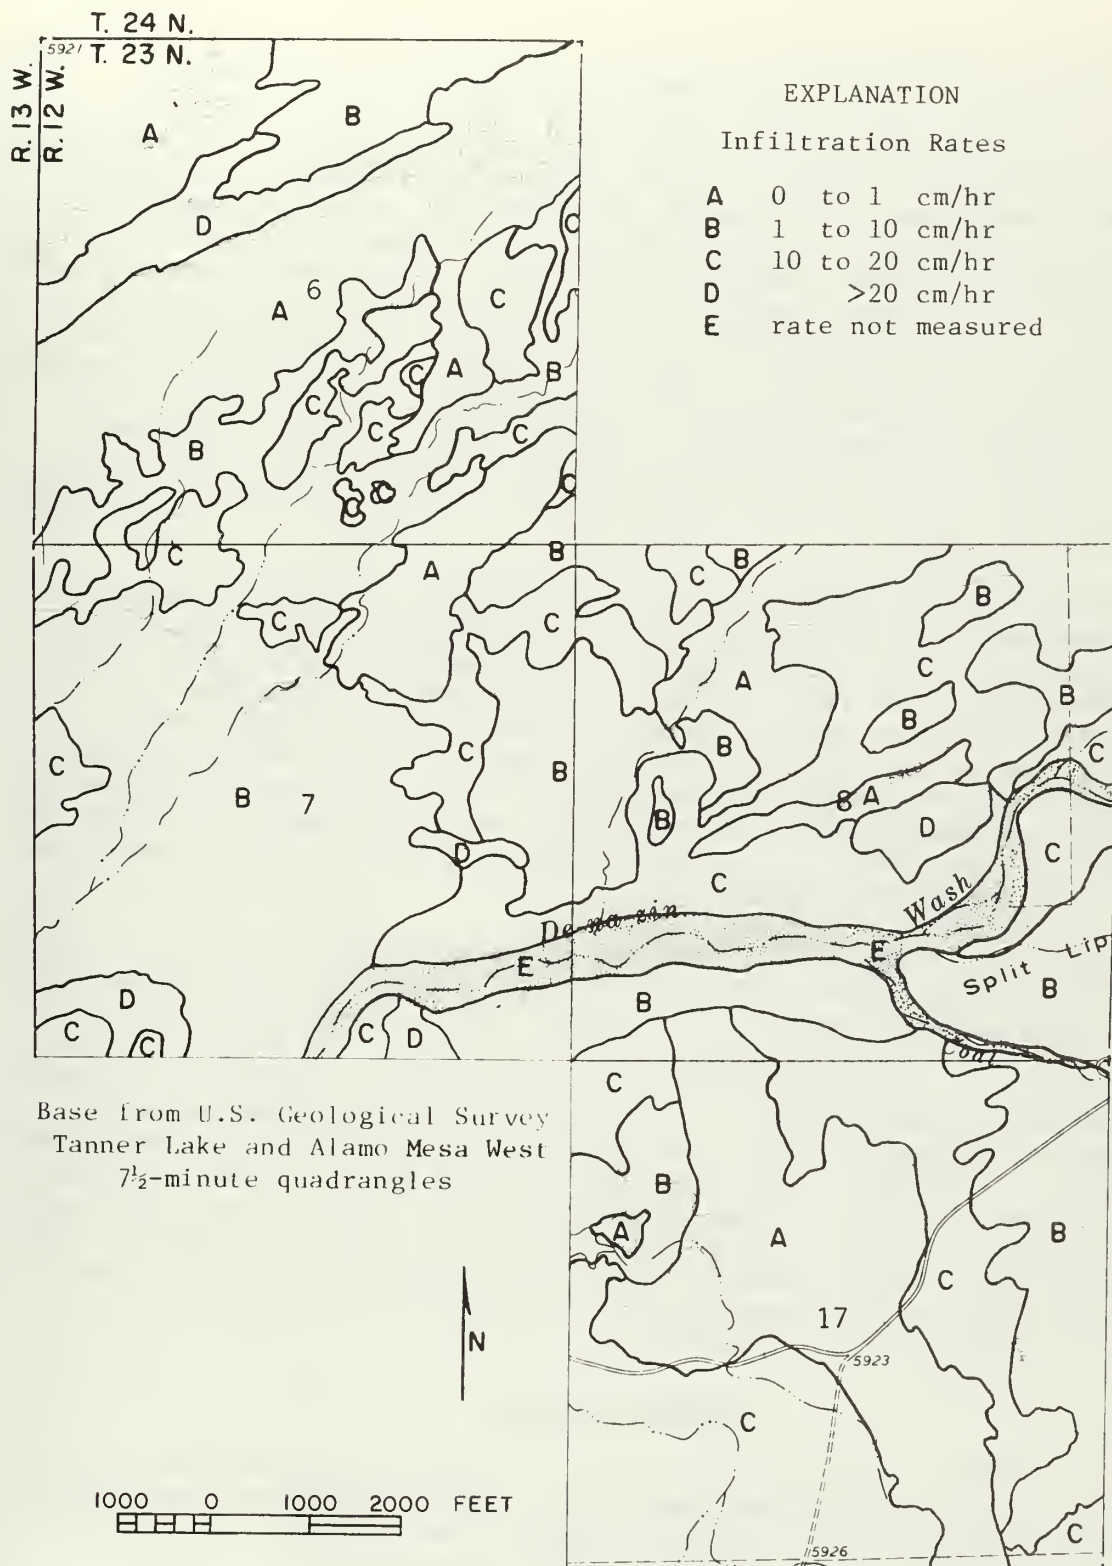 T. 24 N.
5921 T. 23 N.
R. 13 W.
R. 12 W.
EXPLANATION
Infiltration Rates
A 0 to 1 cm/hr
B 1 to 10 cm/hr
C 10 to 20 cm/hr
D >20 cm/hr
E rate not measured
A
B
D
C
C
6
A
C
A
B
C
C
C
B
C
C
C
C
B
B
A
C
B
C
C
B
A
C
B
C
B
B
C
B
C
B
B
7
8 A
B
D
D
C
C
De na zin
Wash
E
E
Split Lip
B
B
D
C
C
C
D
Coal
C
B
A
A
B
C
17
5923
C
C
5926
Base from U.S. Geological Survey
Tanner Lake and Alamo Mesa West
7½-minute quadrangles
N
1000 0 1000 2000 FEET